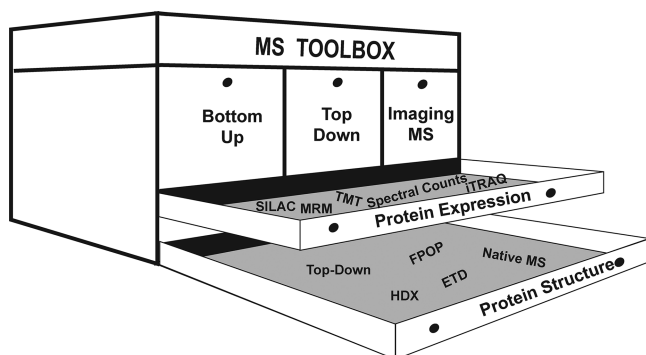 MS TOOLBOX
Bottom
Up
Top
Down
Imaging
MS
SILAC MRM TMT Spectral Counts iTRAQ
Protein Expression
Top-Down FPOP Native MS
HDX ETD
Protein Structure